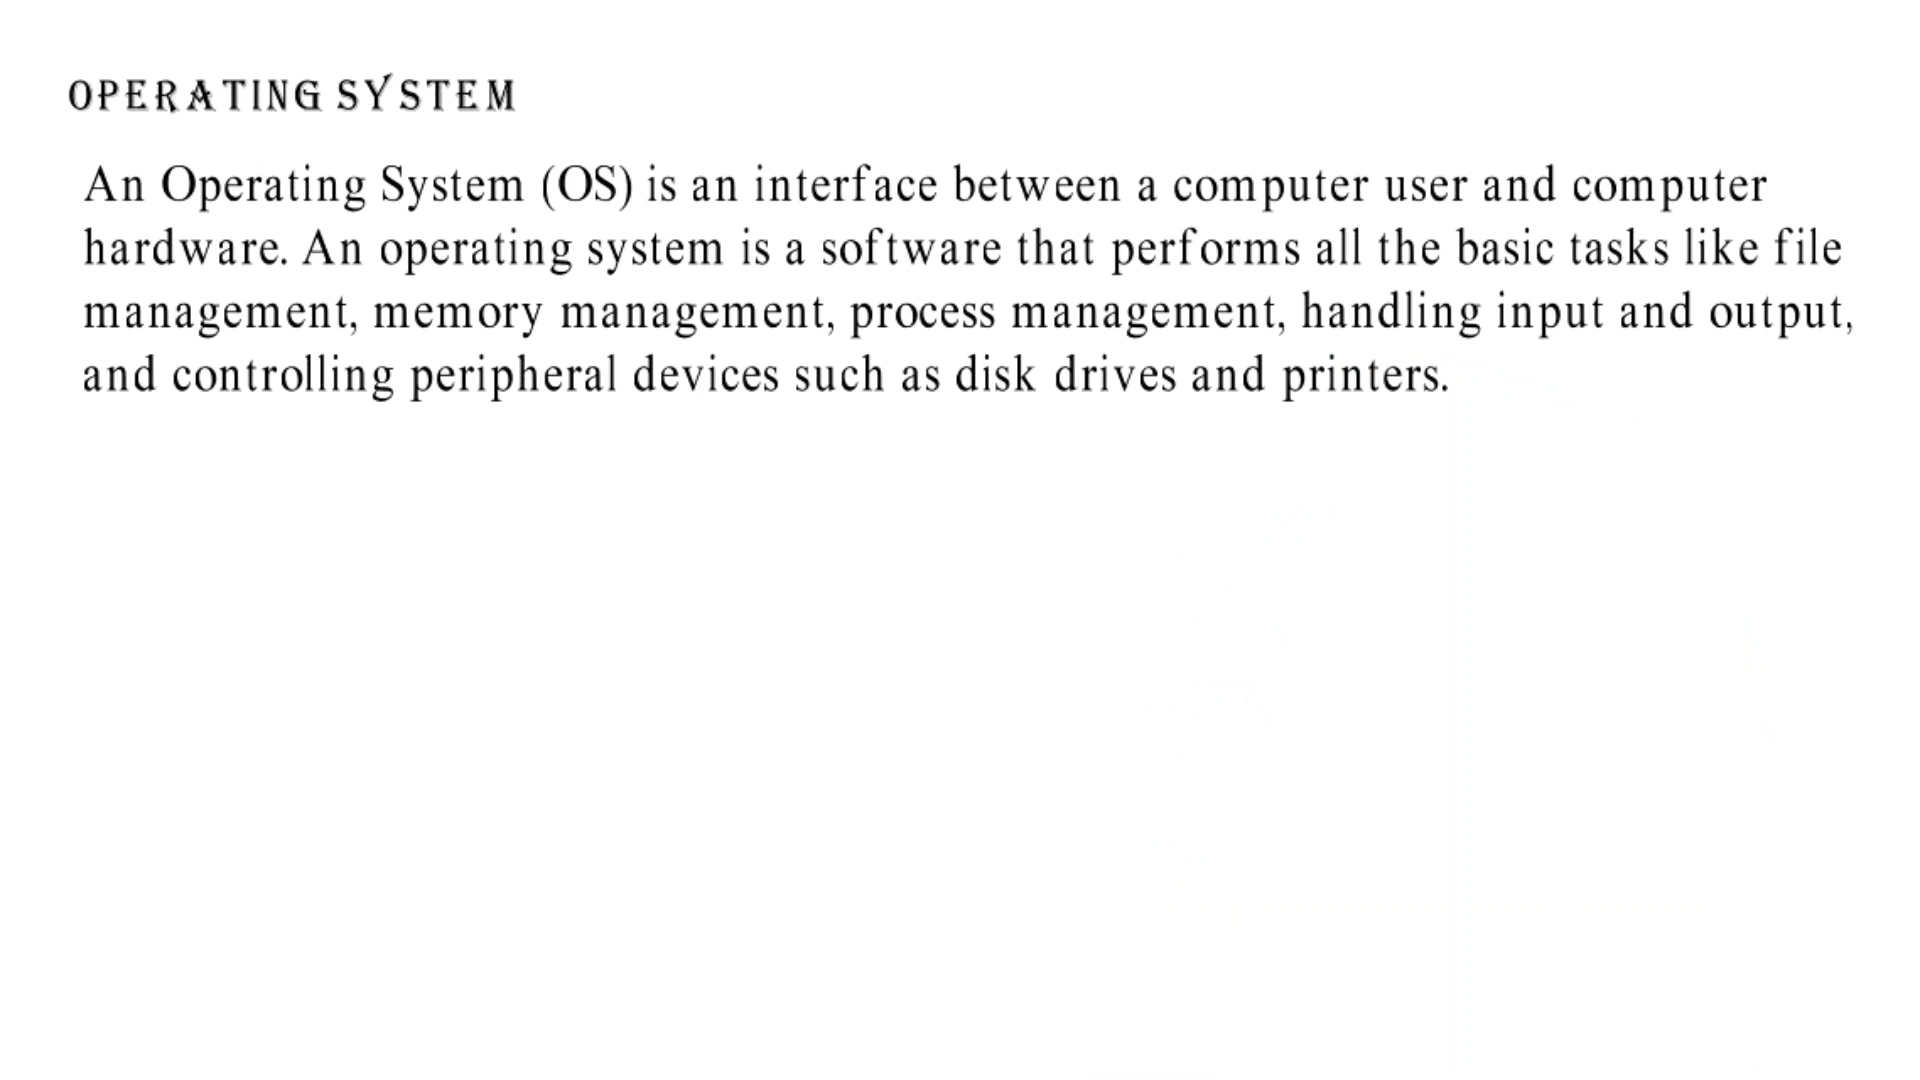 OPERATING SYSTEM
An Operating System (OS) is an interface between a computer user and computer
hardware. An operating system is a software that performs all the basic tasks like file
management, memory management, process management, handling input and output,
and controlling peripheral devices such as disk drives and printers.